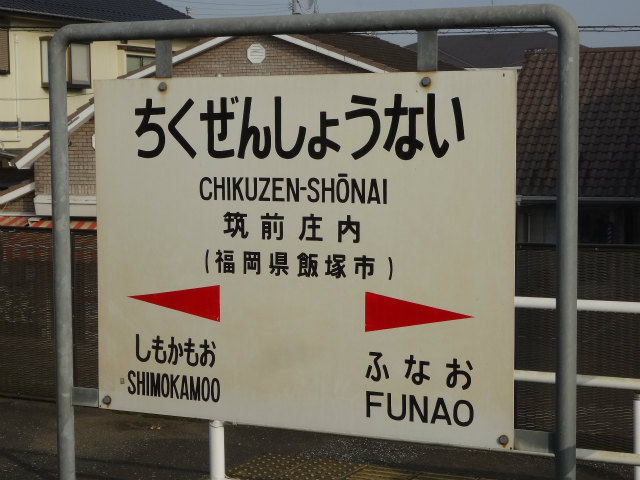 ちくぜんしょうない
CHIKUZEN-SHŌNAI
筑前庄内
(福岡県飯塚市)
しもかもお
SHIMOKAMOO
ふなお
FUNAO